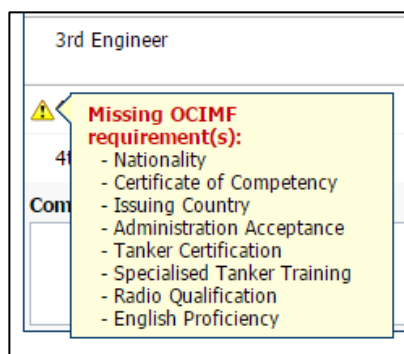 3rd Engineer
Missing OCIMF
requirement(s):
- Nationality
- Certificate of Competency
- Issuing Country
- Administration Acceptance
- Tanker Certification
- Specialised Tanker Training
- Radio Qualification
- English Proficiency